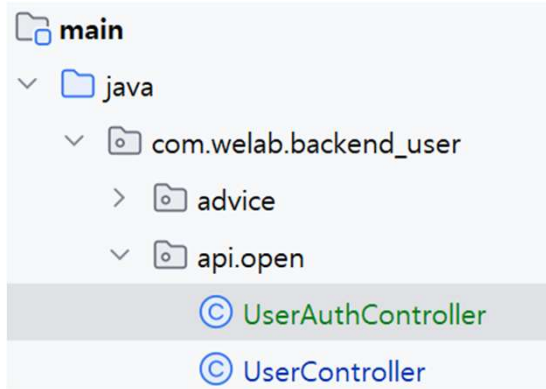 main
java
com.welab.backend_user
advice
api.open
UserAuthController
UserController